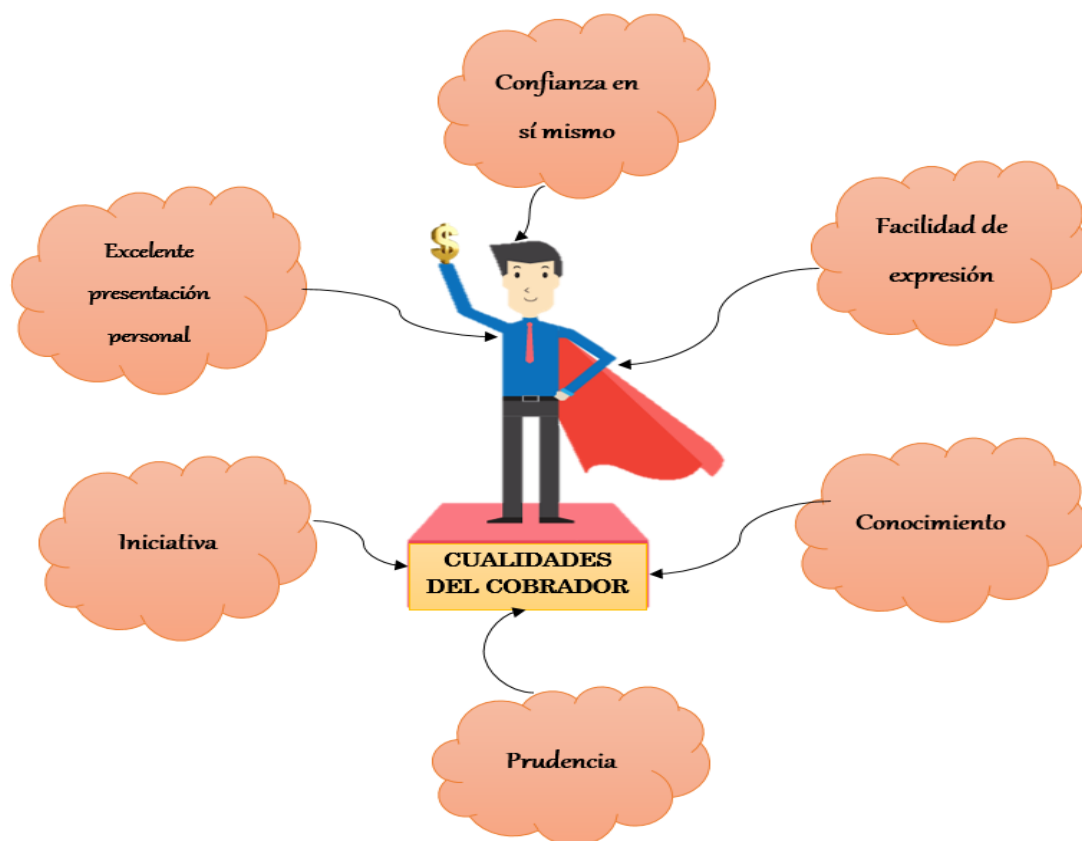 Confianza en
sí mismo
Excelente
presentación
personal
Facilidad de
expresión
$
Iniciativa
Conocimiento
CUALIDADES
DEL COBRADOR
Prudencia